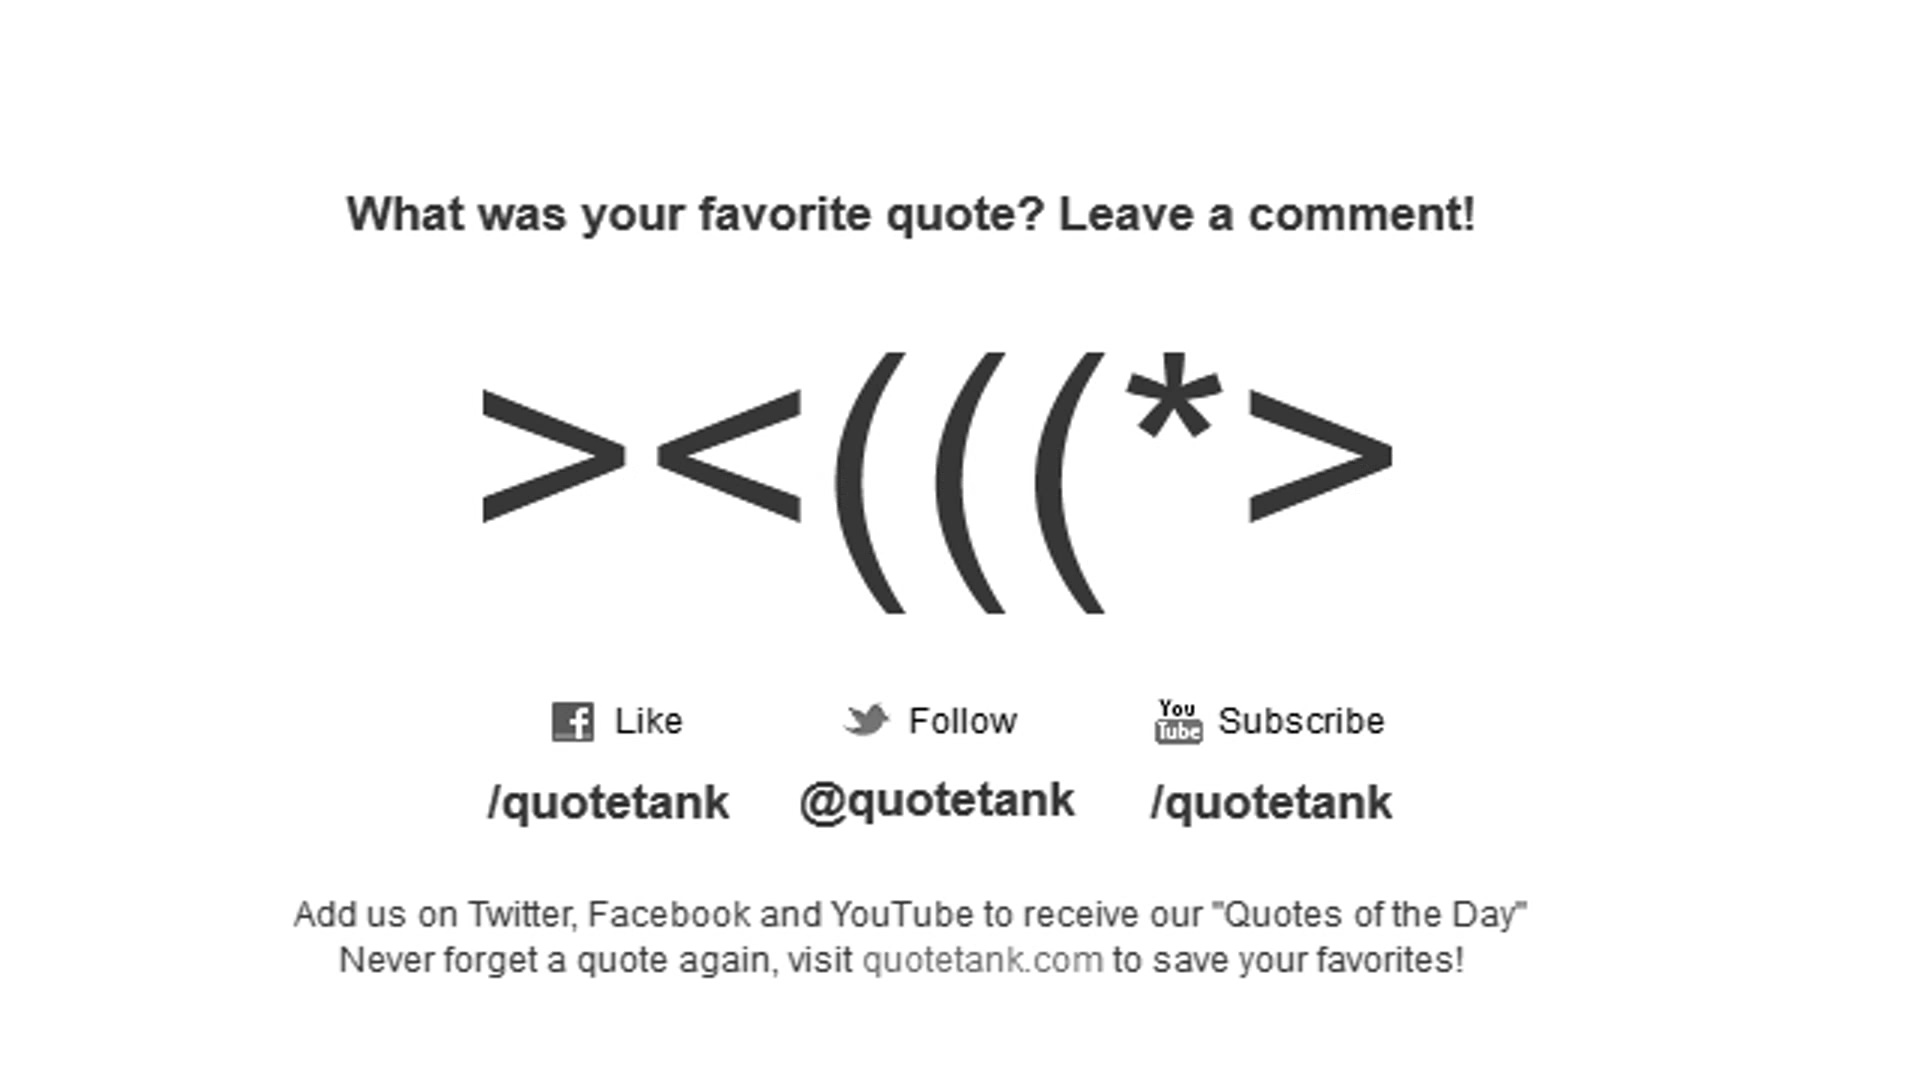 What was your favorite quote? Leave a comment!
><(((*>
f Like Follow You Tube Subscribe
/quotetank @quotetank /quotetank
Add us on Twitter, Facebook and YouTube to receive our "Quotes of the Day"
Never forget a quote again, visit quotetank.com to save your favorites!